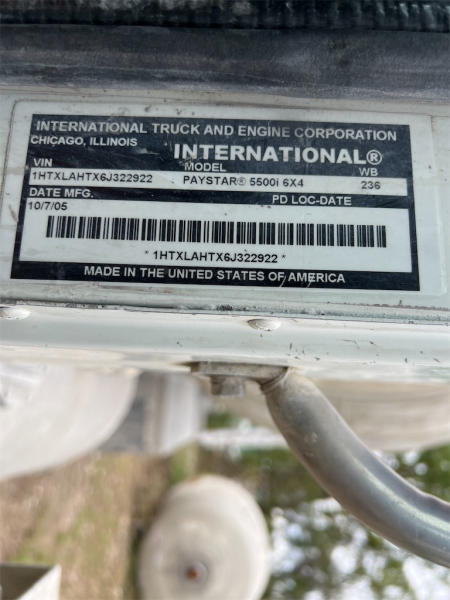 INTERNATIONAL TRUCK AND ENGINE CORPORATION
CHICAGO, ILLINOIS
INTERNATIONAL®
VIN MODEL WB
1HTXLAHTX6J322922 PAYSTAR® 5500i 6X4 236
DATE MFG. PD LOC-DATE
10/7/05
* 1HTXLAHTX6J322922 *
MADE IN THE UNITED STATES OF AMERICA